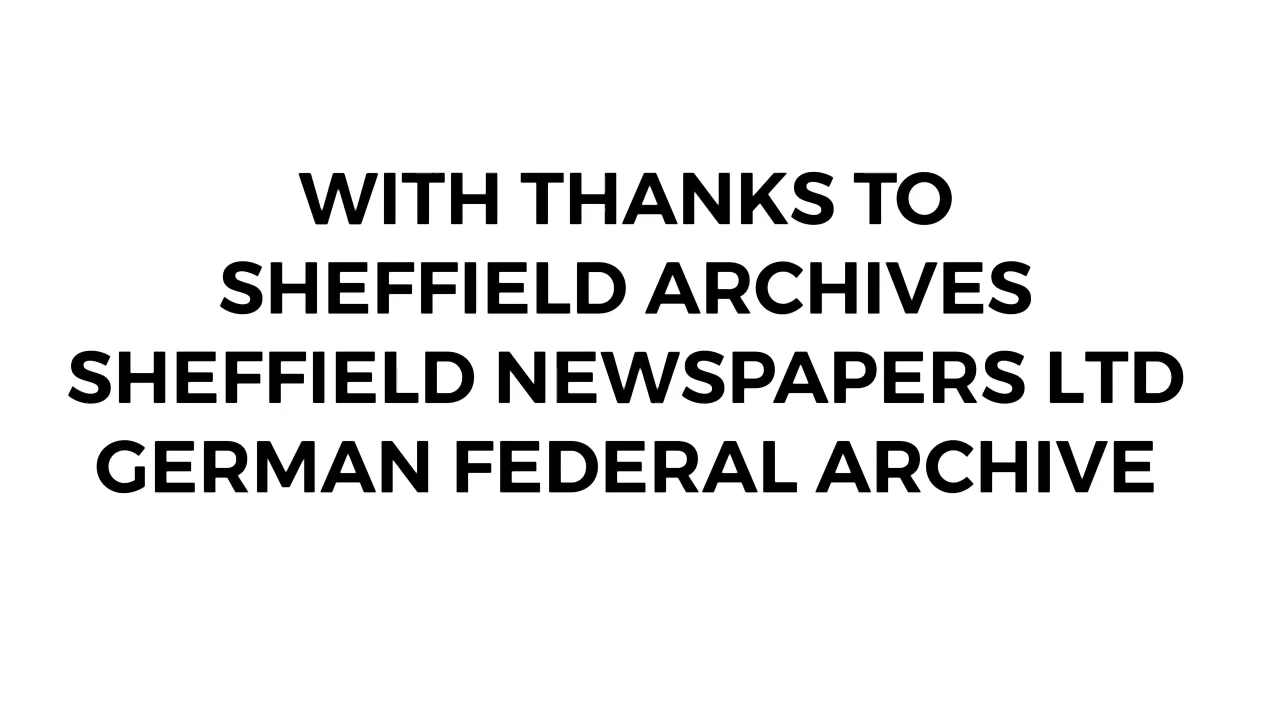 WITH THANKS TO
SHEFFIELD ARCHIVES
SHEFFIELD NEWSPAPERS LTD
GERMAN FEDERAL ARCHIVE